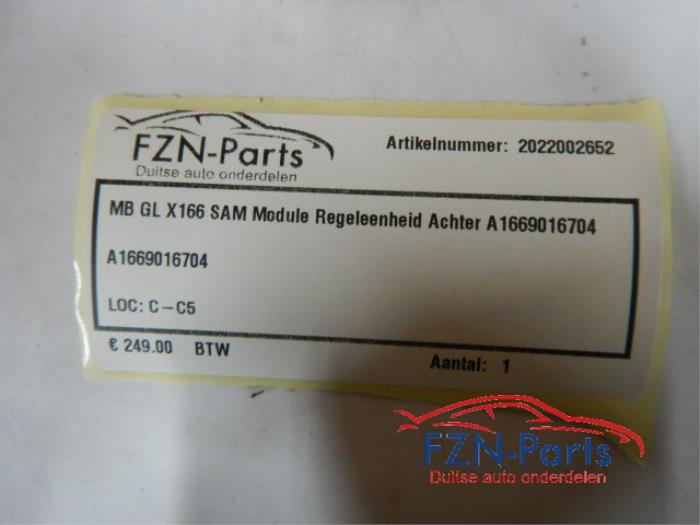 FZN-Parts
Duitse auto onderdelen
Artikelnummer: 2022002652
MB GL X166 SAM Module Regeleenheid Achter A1669016704
A1669016704
LOC: C-C5
€ 249.00 BTW
Aantal: 1
FZN-Parts
Duitse auto onderdelen